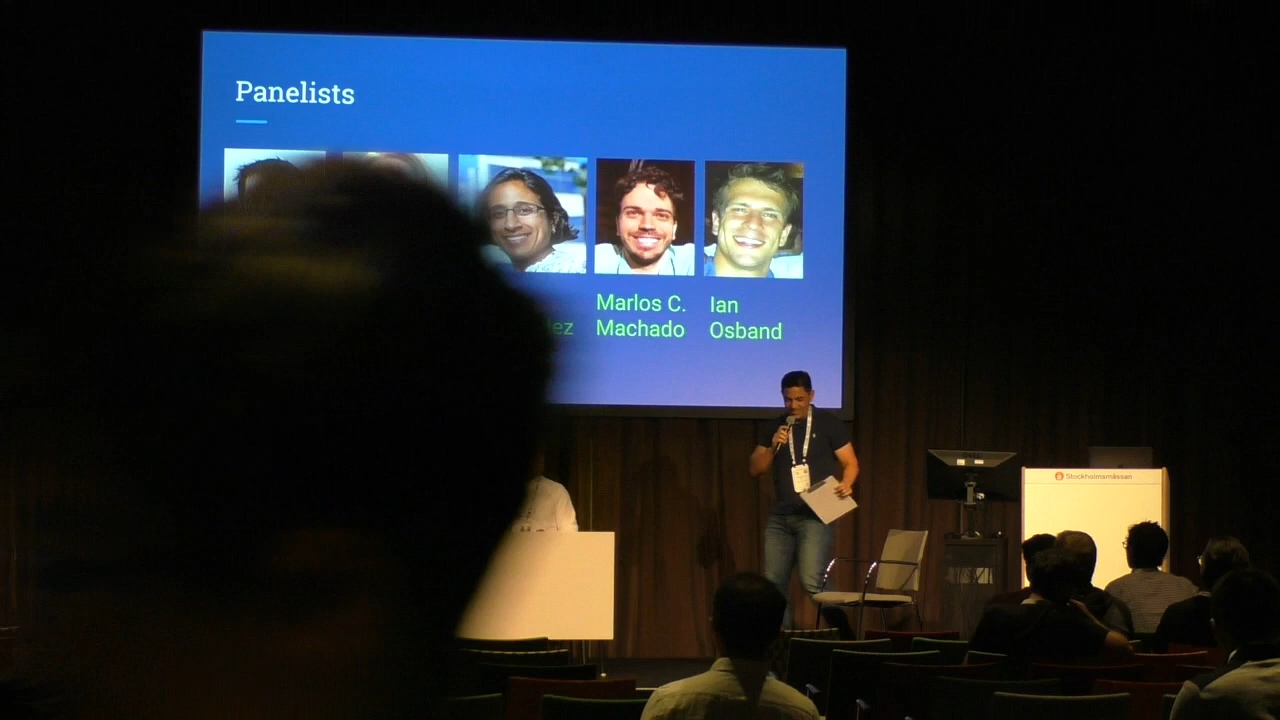 Panelists
Marlos C.
Machado
Ian
Osband
Stockholmsmässan